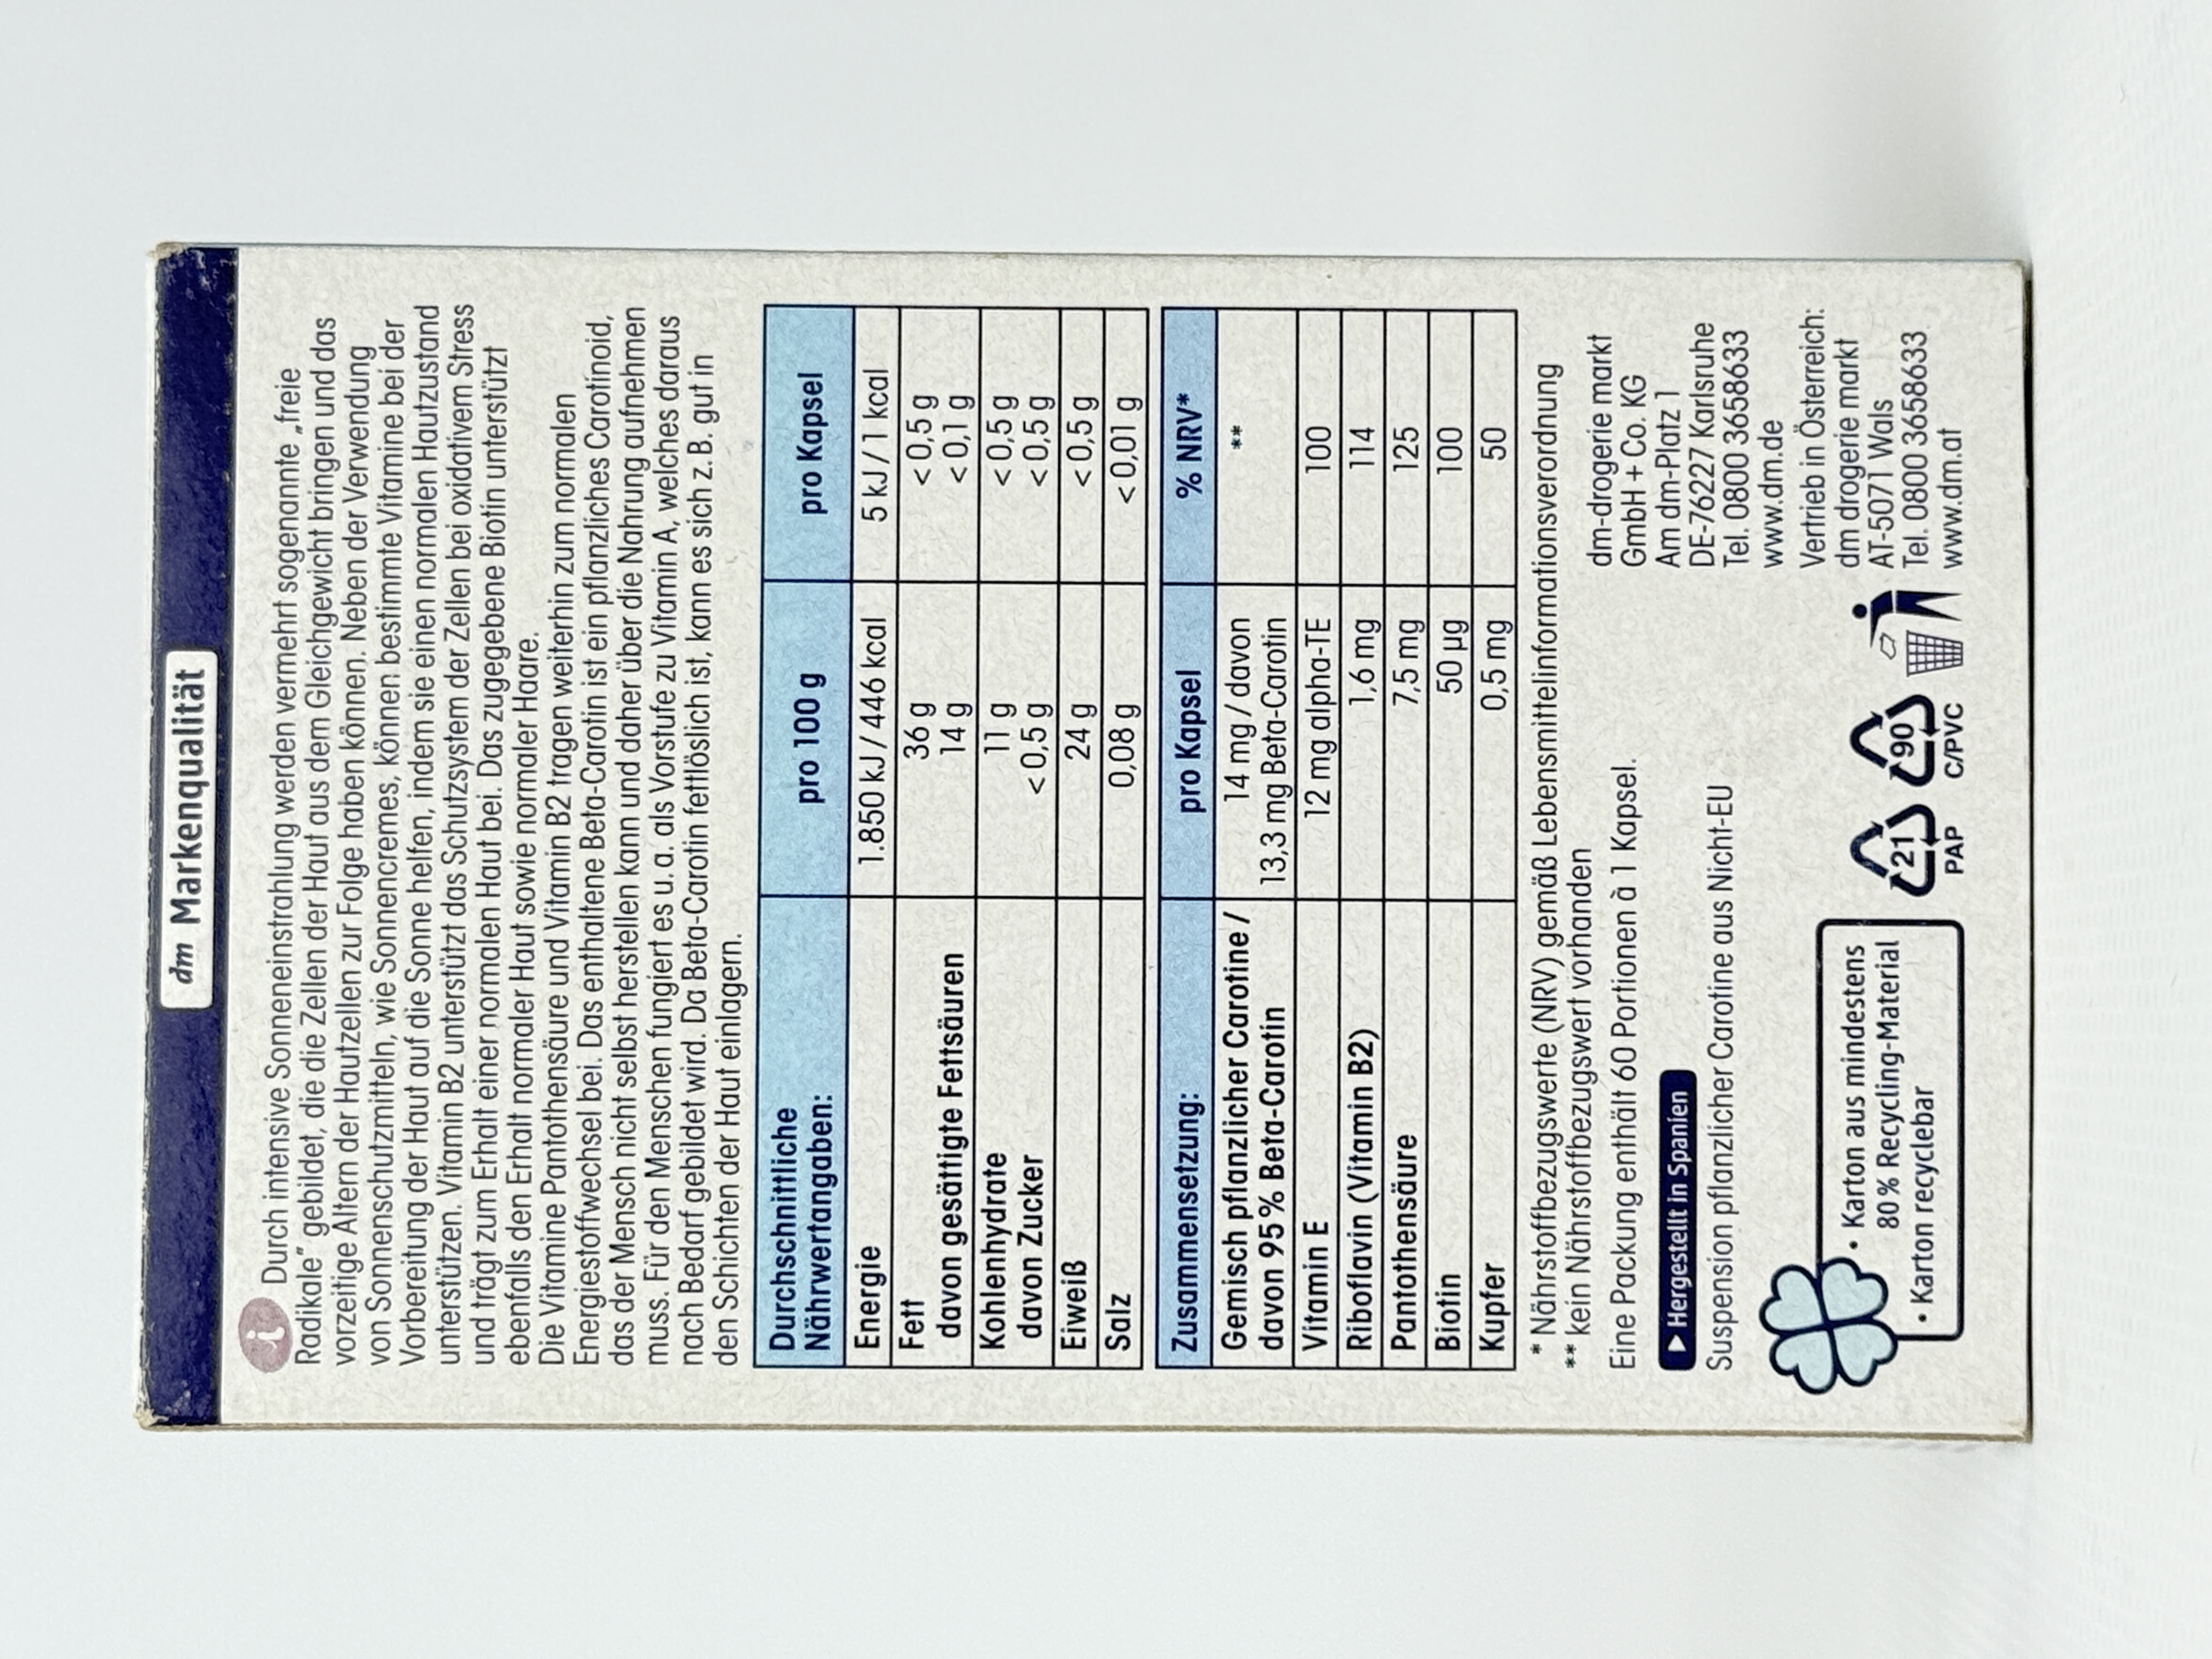 dm Markenqualität
i Durch intensive Sonneneinstrahlung werden vermehrt sogenannte „freie
Radikale“ gebildet, die die Zellen der Haut aus dem Gleichgewicht bringen und das
vorzeitige Altern der Hautzellen zur Folge haben können. Neben der Verwendung
von Sonnenschutzmitteln, wie Sonnencremes, können bestimmte Vitamine bei der
Vorbereitung der Haut auf die Sonne helfen, indem sie einen normalen Hautzustand
unterstützen. Vitamin B2 unterstützt das Schutzsystem der Zellen bei oxidativem Stress
und trägt zum Erhalt einer normalen Haut bei. Das zugegebene Biotin unterstützt
ebenfalls den Erhalt normaler Haut sowie normaler Haare.
Die Vitamine Pantothensäure und Vitamin B2 tragen weiterhin zum normalen
Energiestoffwechsel bei. Das enthaltene Beta-Carotin ist ein pflanzliches Carotinoid,
das der Mensch nicht selbst herstellen kann und daher über die Nahrung aufnehmen
muss. Für den Menschen fungiert es u. a. als Vorstufe zu Vitamin A, welches daraus
nach Bedarf gebildet wird. Da Beta-Carotin fettlöslich ist, kann es sich z. B. gut in
den Schichten der Haut einlagern.
Durchschnittliche
Nährwertangaben: pro 100 g pro Kapsel
Energie 1.850 kJ / 446 kcal 5 kJ / 1 kcal
Fett 36 g < 0,5 g
davon gesättigte Fettsäuren 14 g < 0,1 g
Kohlenhydrate 11 g < 0,5 g
davon Zucker < 0,5 g < 0,5 g
Eiweiß 24 g < 0,5 g
Salz 0,08 g < 0,01 g
Zusammensetzung: pro Kapsel % NRV*
Gemisch pflanzlicher Carotine / 14 mg / davon **
davon 95 % Beta-Carotin 13,3 mg Beta-Carotin
Vitamin E 12 mg alpha-TE 100
Riboflavin (Vitamin B2) 1,6 mg 114
Pantothensäure 7,5 mg 125
Biotin 50 µg 100
Kupfer 0,5 mg 50
* Nährstoffbezugswerte (NRV) gemäß Lebensmittelinformationsverordnung
** kein Nährstoffbezugswert vorhanden
Eine Packung enthält 60 Portionen à 1 Kapsel.
Hergestellt in Spanien
Suspension pflanzlicher Carotine aus Nicht-EU
• Karton aus mindestens
80 % Recycling-Material
• Karton recyclebar
21
PAP
90
C/PVC
dm-drogerie markt
GmbH + Co. KG
Am dm-Platz 1
DE-76227 Karlsruhe
Tel. 0800 3658633
www.dm.de
Vertrieb in Österreich:
dm drogerie markt
AT-5071 Wals
Tel. 0800 3658633
www.dm.at